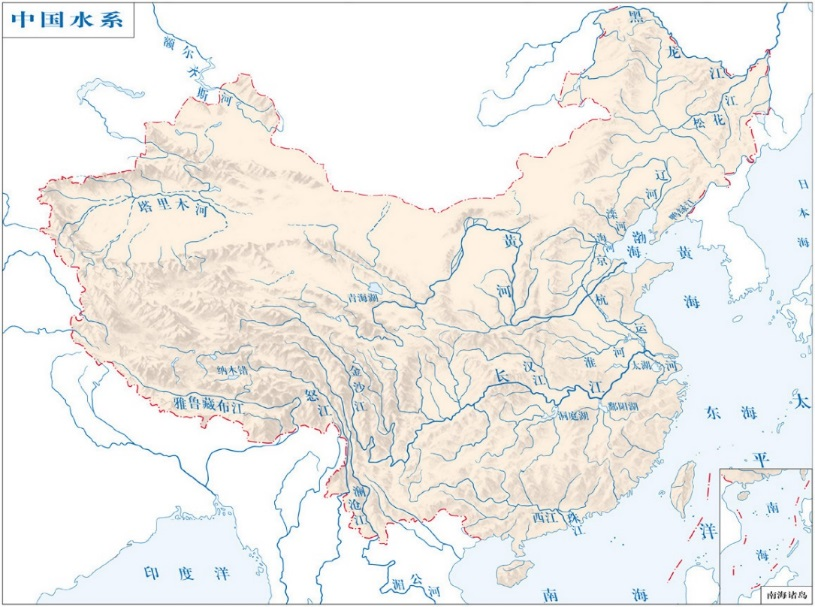 中国水系
额尔齐斯河
黑龙江
松花江
塔里木河
辽河
鸭绿江
滦河
海河
渤海
黄海
日本海
黄河
青海湖
京杭运河
淮河
太湖
长江
汉江
金沙江
纳木错
雅鲁藏布江
怒江
洞庭湖
鄱阳湖
东海
太平洋
澜沧江
西江
珠江
印度洋
湄公河
南海
南海
南海诸岛